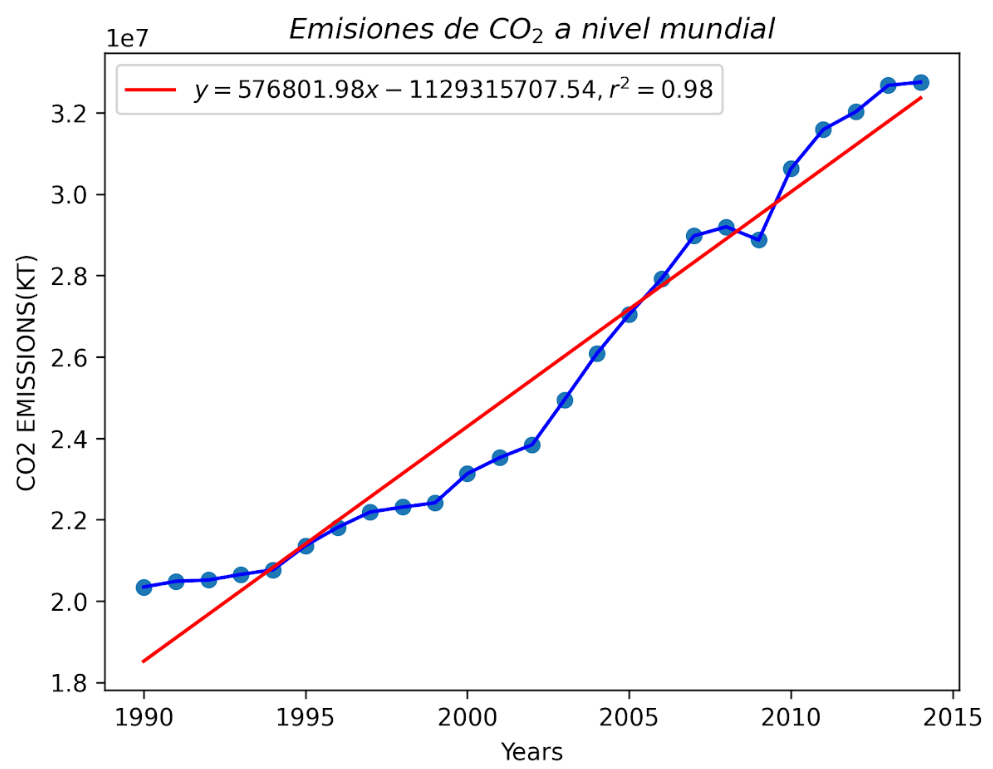 Emisiones de CO₂ a nivel mundial
1e7
y = 576801.98x − 1129315707.54, r² = 0.98
3.2
3.0
2.8
2.6
2.4
2.2
2.0
1.8
CO2 EMISSIONS(KT)
1990 1995 2000 2005 2010 2015
Years